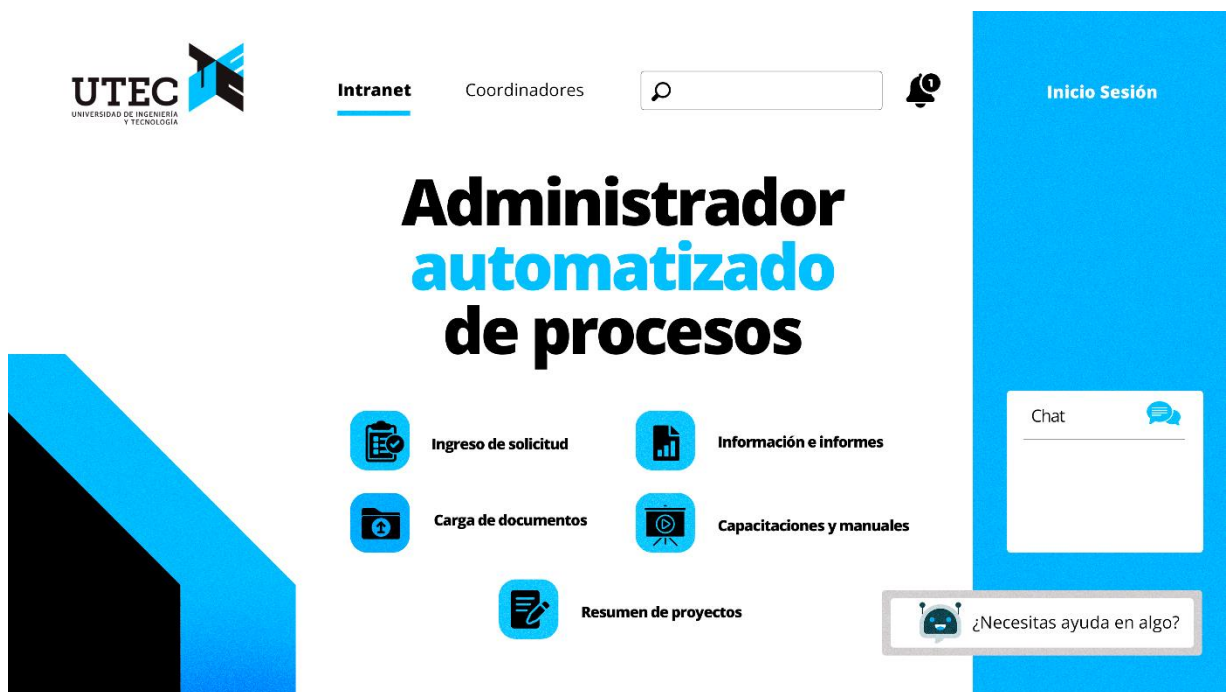 UTEC
UNIVERSIDAD DE INGENIERÍA
Y TECNOLOGÍA
Intranet
Coordinadores
1
Inicio Sesión
Administrador
automatizado
de procesos
Ingreso de solicitud
Información e informes
Carga de documentos
Capacitaciones y manuales
Resumen de proyectos
Chat
¿Necesitas ayuda en algo?